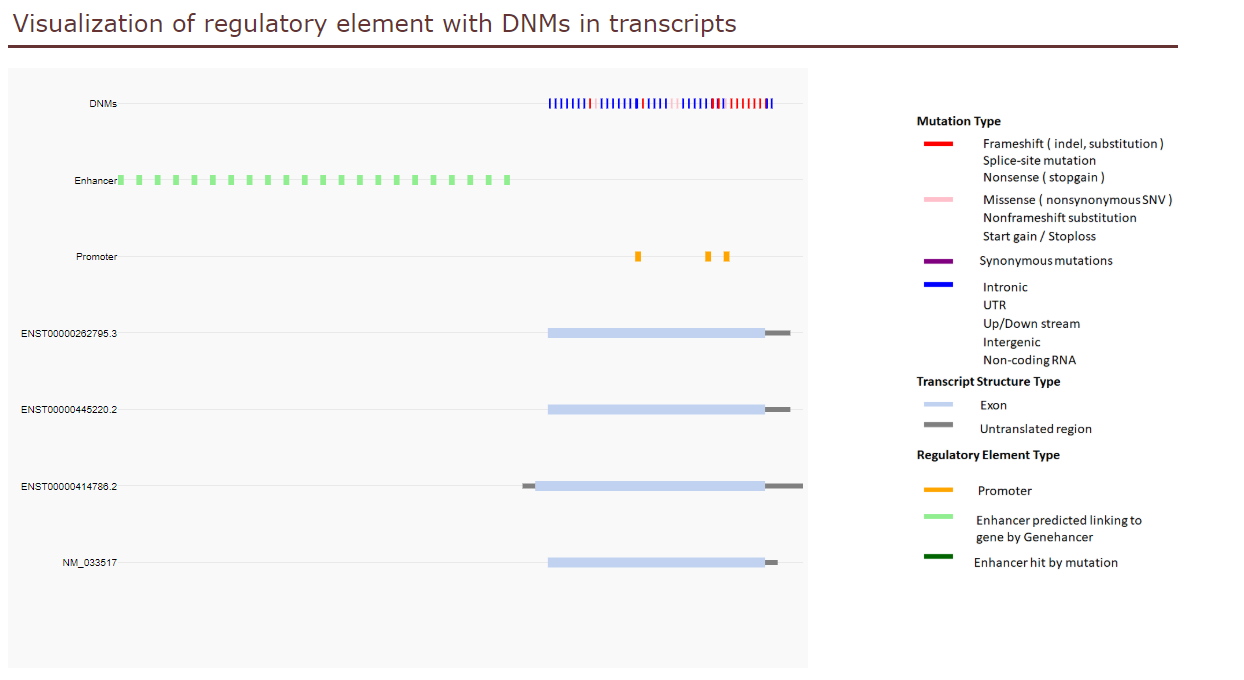 Visualization of regulatory element with DNMs in transcripts
DNMs
Enhancer
Promoter
ENST00000262795.3
ENST00000445220.2
ENST00000414786.2
NM_033517
Mutation Type
Frameshift ( indel, substitution )
Splice-site mutation
Nonsense ( stopgain )
Missense ( nonsynonymous SNV )
Nonframeshift substitution
Start gain / Stoploss
Synonymous mutations
Intronic
UTR
Up/Down stream
Intergenic
Non-coding RNA
Transcript Structure Type
Exon
Untranslated region
Regulatory Element Type
Promoter
Enhancer predicted linking to
gene by Genehancer
Enhancer hit by mutation